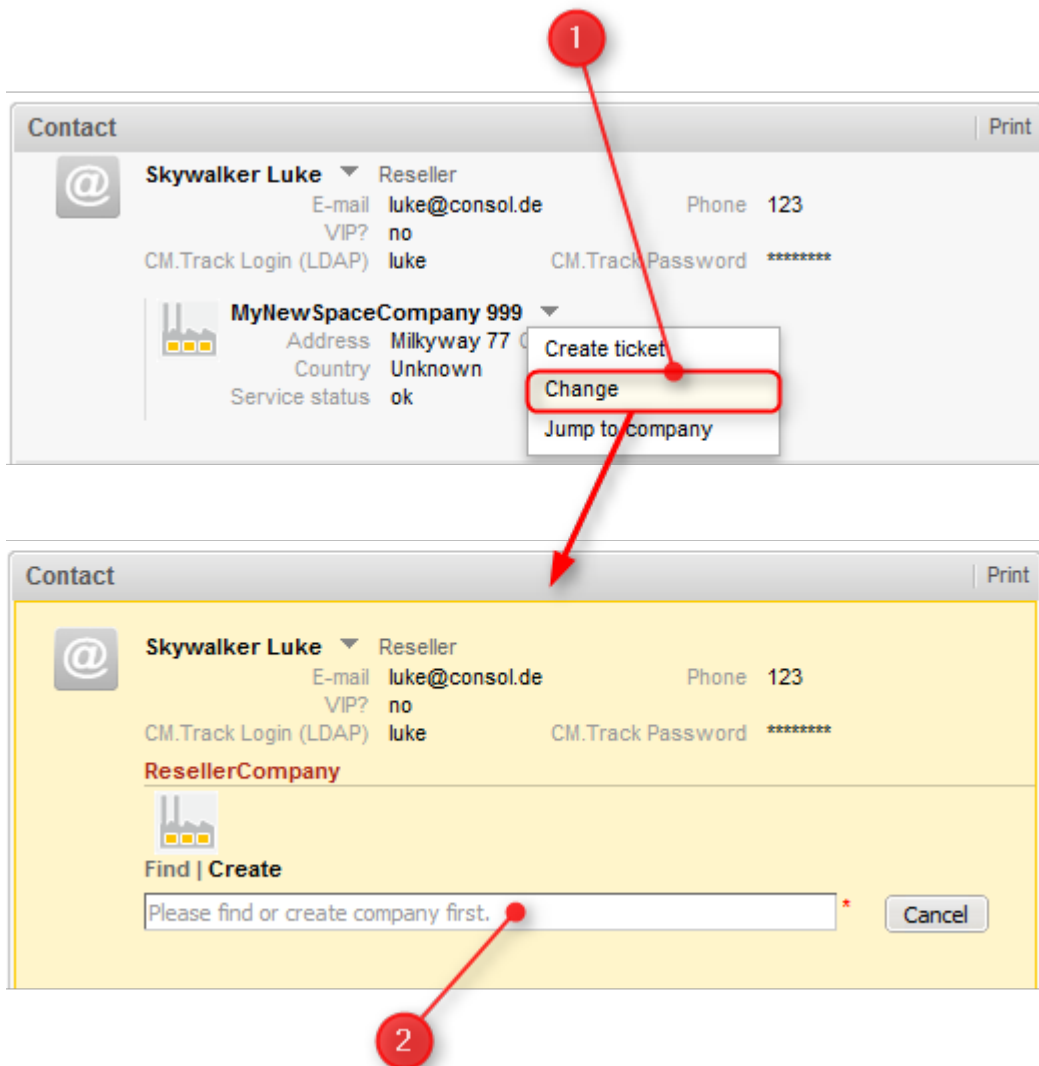 1
Contact | Print
Skywalker Luke Reseller
E-mail luke@consol.de Phone 123
VIP? no
CM.Track Login (LDAP) luke CM.Track Password ********
MyNewSpaceCompany 999
Address Milkyway 77
Country Unknown
Service status ok
Create ticket
Change
Jump to company
Contact | Print
Skywalker Luke Reseller
E-mail luke@consol.de Phone 123
VIP? no
CM.Track Login (LDAP) luke CM.Track Password ********
ResellerCompany
Find | Create
Please find or create company first. * Cancel
2